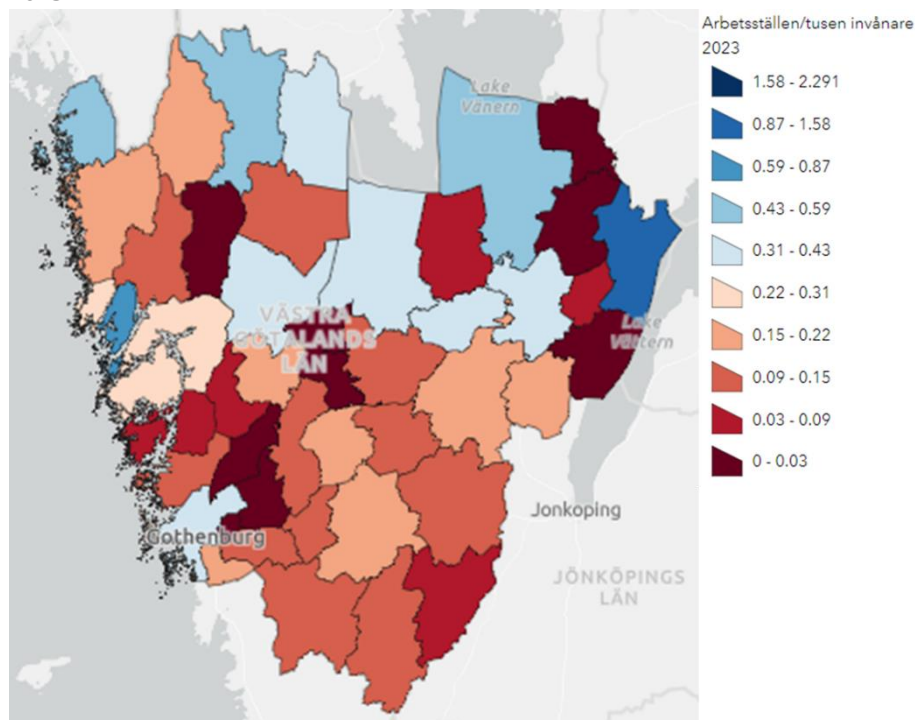 Arbetsställen/tusen invånare
2023
1.58 - 2.291
0.87 - 1.58
0.59 - 0.87
0.43 - 0.59
0.31 - 0.43
0.22 - 0.31
0.15 - 0.22
0.09 - 0.15
0.03 - 0.09
0 - 0.03
Lake
Vänern
VÄSTRA
GÖTALANDS
LÄN
Lake
Vättern
Gothenburg
Jonkoping
JÖNKÖPINGS
LÄN